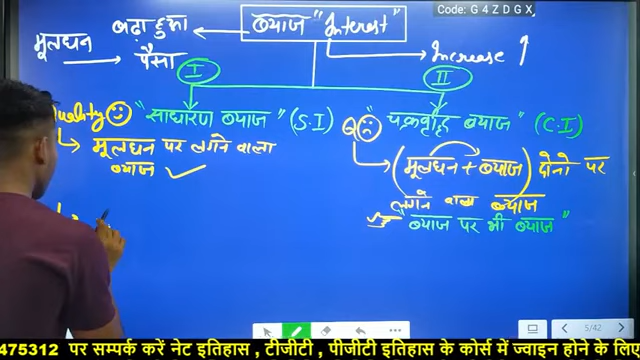 Code: G 4 Z D G X
ब्याज "Interest"
बढ़ा हुआ
Increase ↑
मूलधन → पैसा
I
II
"साधारण ब्याज" (S.I)
Q "चक्रवृद्धि ब्याज" (C.I)
मूलधन पर लगने वाला
ब्याज ✓
(मूलधन + ब्याज) दोनो पर
लगने वाला ब्याज
"ब्याज पर भी ब्याज"
5/42
475312 पर सम्पर्क करें नेट इतिहास , टीजीटी , पीजीटी इतिहास के कोर्स में ज्वाइन होने के लि